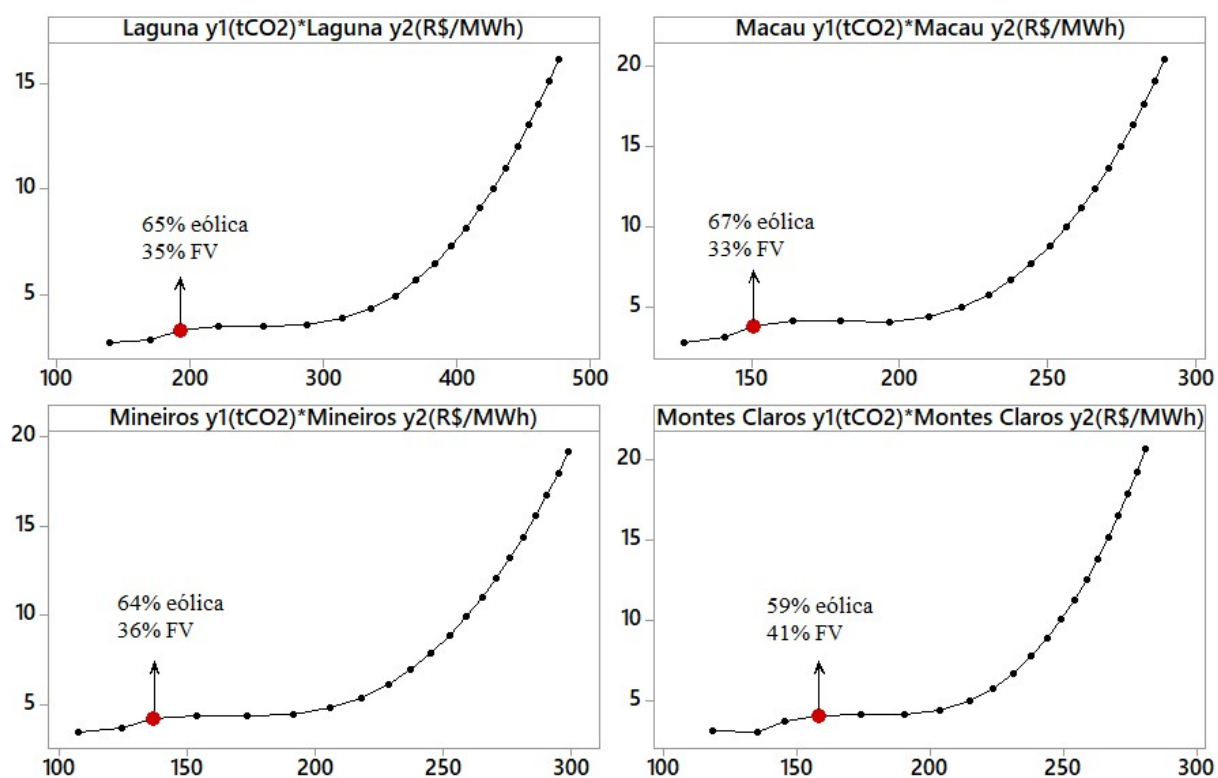 Laguna y1(tCO2)*Laguna y2(R$/MWh)
15
10
5
65% eólica
35% FV
100 200 300 400 500
Macau y1(tCO2)*Macau y2(R$/MWh)
20
15
10
5
67% eólica
33% FV
150 200 250 300
Mineiros y1(tCO2)*Mineiros y2(R$/MWh)
20
15
10
5
64% eólica
36% FV
100 150 200 250 300
Montes Claros y1(tCO2)*Montes Claros y2(R$/MWh)
20
15
10
5
59% eólica
41% FV
100 150 200 250 300